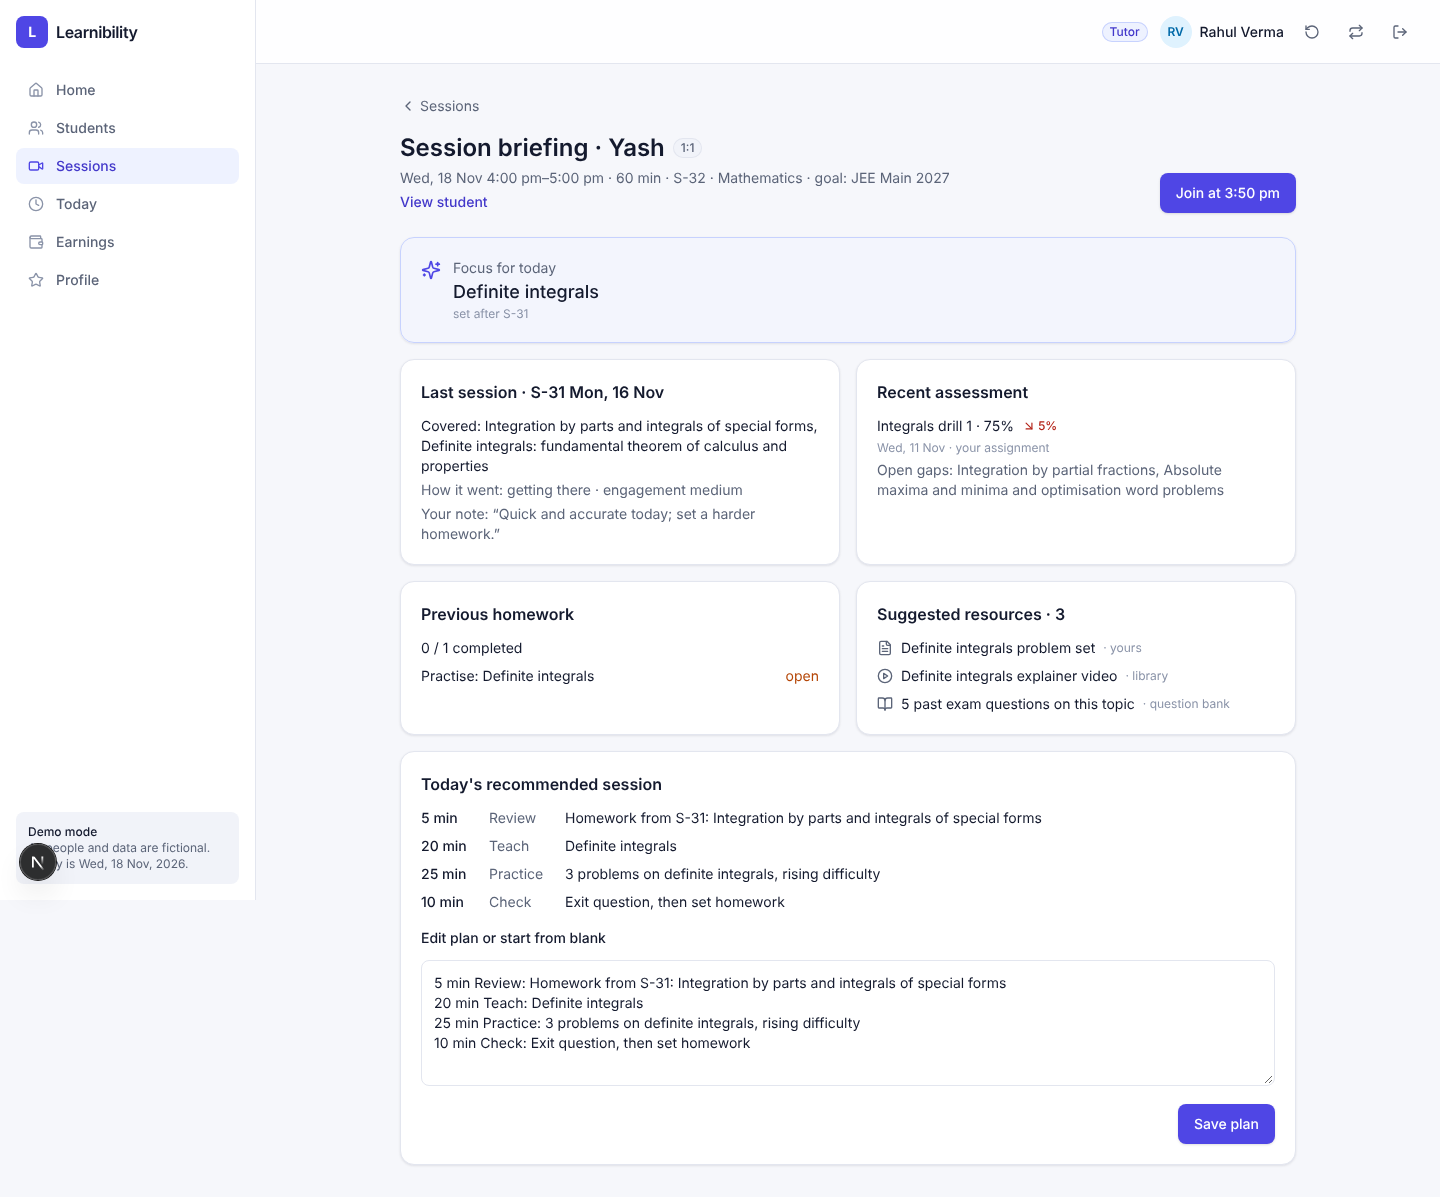 L Learnibility
Tutor RV Rahul Verma
Home
Students
Sessions
Today
Earnings
Profile
Demo mode
eople and data are fictional.
y is Wed, 18 Nov, 2026.
N
Sessions
Session briefing · Yash 1:1
Wed, 18 Nov 4:00 pm–5:00 pm · 60 min · S-32 · Mathematics · goal: JEE Main 2027
View student
Join at 3:50 pm
Focus for today
Definite integrals
set after S-31
Last session · S-31 Mon, 16 Nov
Covered: Integration by parts and integrals of special forms,
Definite integrals: fundamental theorem of calculus and
properties
How it went: getting there · engagement medium
Your note: “Quick and accurate today; set a harder
homework.”
Recent assessment
Integrals drill 1 · 75% 5%
Wed, 11 Nov · your assignment
Open gaps: Integration by partial fractions, Absolute
maxima and minima and optimisation word problems
Previous homework
0 / 1 completed
Practise: Definite integrals open
Suggested resources · 3
Definite integrals problem set · yours
Definite integrals explainer video · library
5 past exam questions on this topic · question bank
Today's recommended session
5 min Review Homework from S-31: Integration by parts and integrals of special forms
20 min Teach Definite integrals
25 min Practice 3 problems on definite integrals, rising difficulty
10 min Check Exit question, then set homework
Edit plan or start from blank
5 min Review: Homework from S-31: Integration by parts and integrals of special forms
20 min Teach: Definite integrals
25 min Practice: 3 problems on definite integrals, rising difficulty
10 min Check: Exit question, then set homework
Save plan